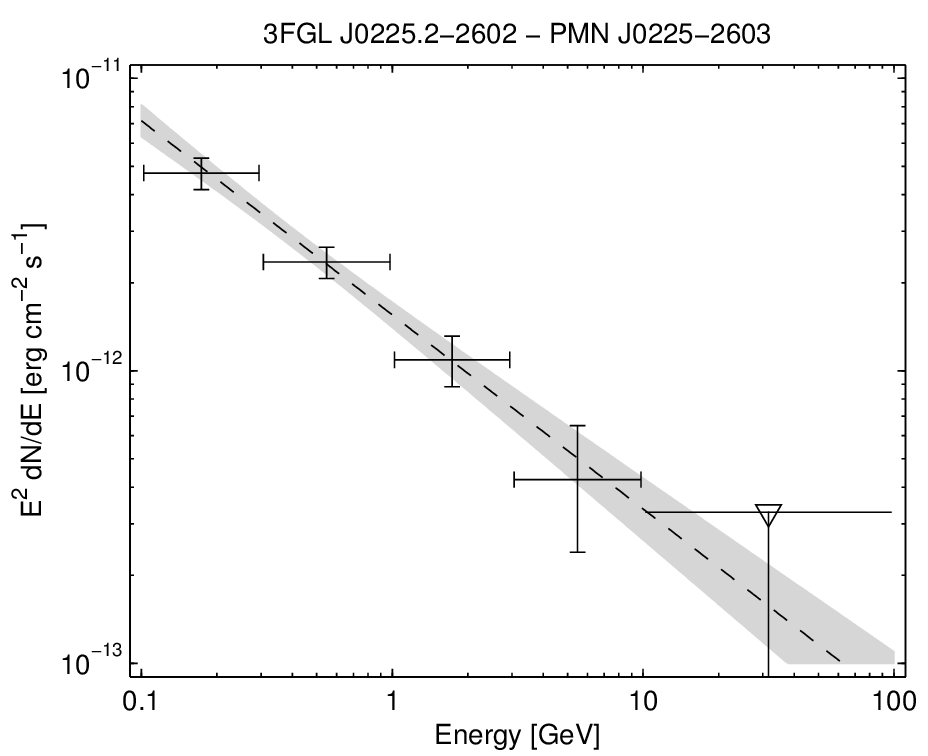 3FGL J0225.2−2602 − PMN J0225−2603
E² dN/dE [erg cm⁻² s⁻¹]
10⁻¹¹
10⁻¹²
10⁻¹³
0.1 1 10 100
Energy [GeV]